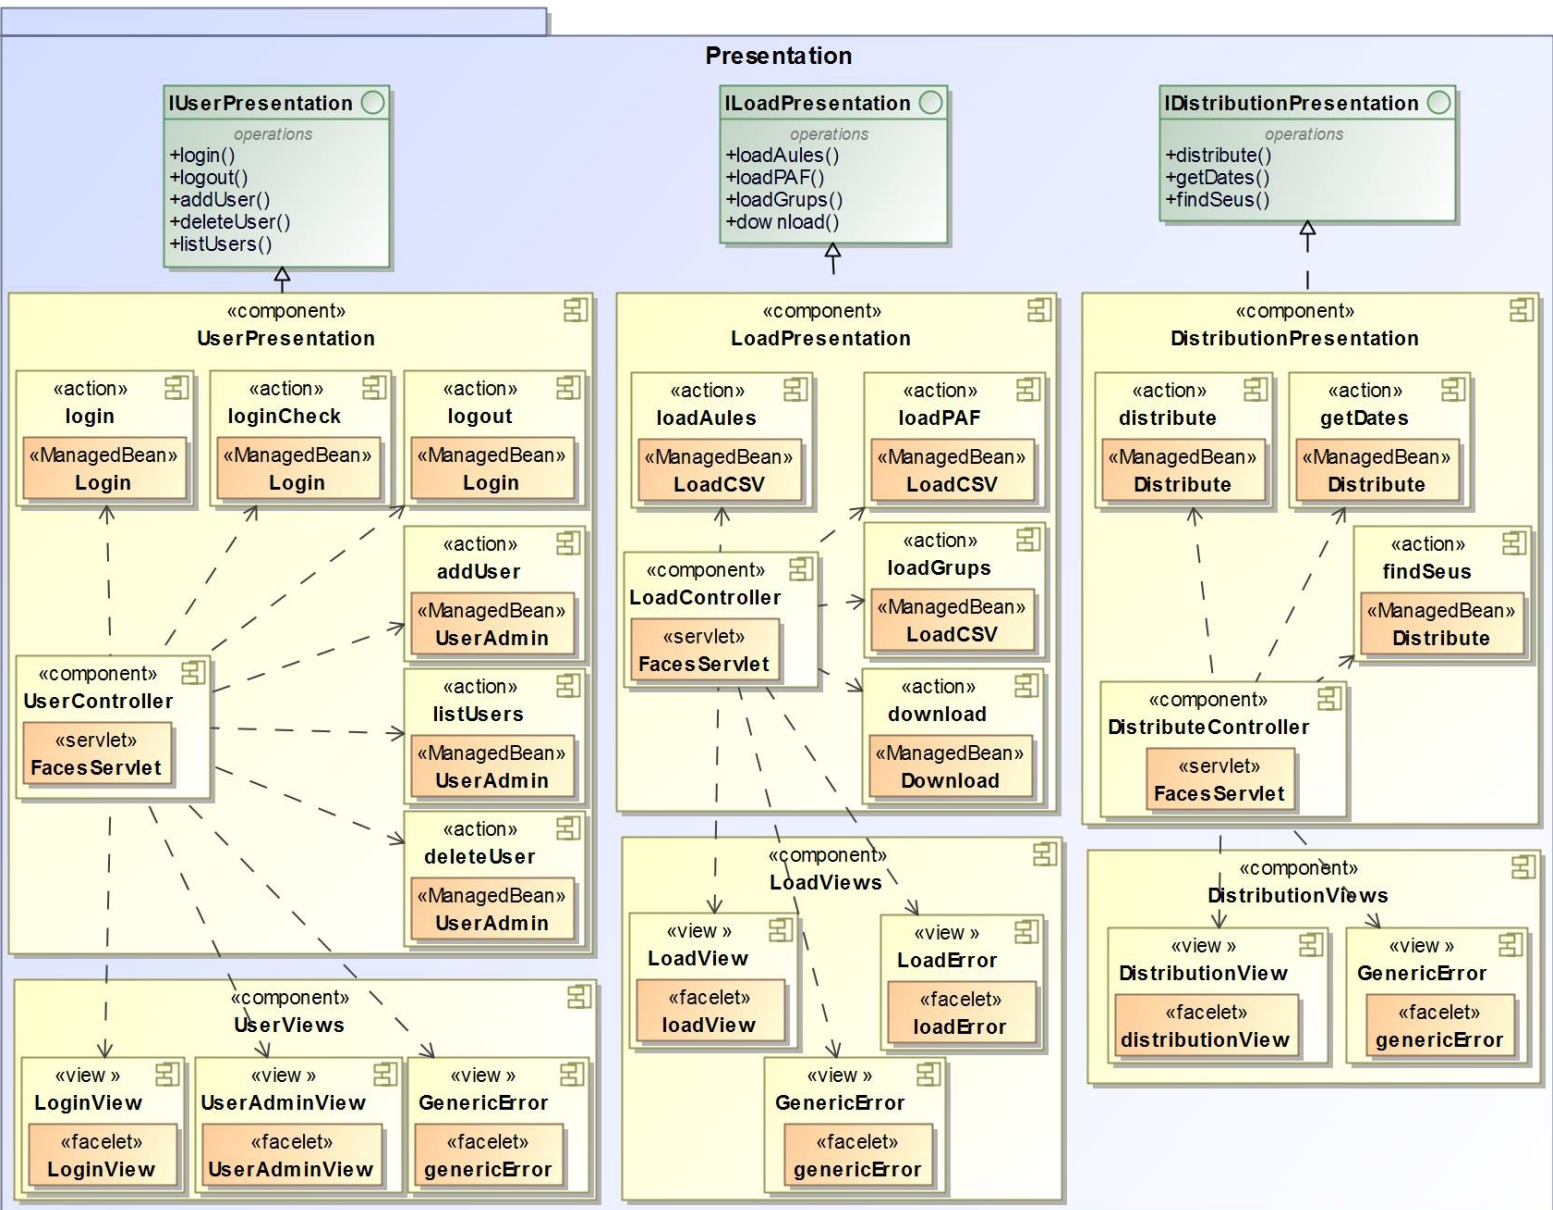 Presentation
IUserPresentation
operations
+login()
+logout()
+addUser()
+deleteUser()
+listUsers()
ILoadPresentation
operations
+loadAules()
+loadPAF()
+loadGrups()
+dow nload()
IDistributionPresentation
operations
+distribute()
+getDates()
+findSeus()
«component»
UserPresentation
«action»
login
«ManagedBean»
Login
«action»
loginCheck
«ManagedBean»
Login
«action»
logout
«ManagedBean»
Login
«action»
addUser
«ManagedBean»
UserAdmin
«component»
UserController
«servlet»
FacesServlet
«action»
listUsers
«ManagedBean»
UserAdmin
«action»
deleteUser
«ManagedBean»
UserAdmin
«component»
UserViews
«view »
LoginView
«facelet»
LoginView
«view »
UserAdminView
«facelet»
UserAdminView
«view »
GenericError
«facelet»
genericError
«component»
LoadPresentation
«action»
loadAules
«ManagedBean»
LoadCSV
«action»
loadPAF
«ManagedBean»
LoadCSV
«component»
LoadController
«servlet»
FacesServlet
«action»
loadGrups
«ManagedBean»
LoadCSV
«action»
download
«ManagedBean»
Download
«component»
LoadViews
«view »
LoadView
«facelet»
loadView
«view »
LoadError
«facelet»
loadError
«view »
GenericError
«facelet»
genericError
«component»
DistributionPresentation
«action»
distribute
«ManagedBean»
Distribute
«action»
getDates
«ManagedBean»
Distribute
«action»
findSeus
«ManagedBean»
Distribute
«component»
DistributeController
«servlet»
FacesServlet
«component»
DistributionViews
«view »
DistributionView
«facelet»
distributionView
«view »
GenericError
«facelet»
genericError